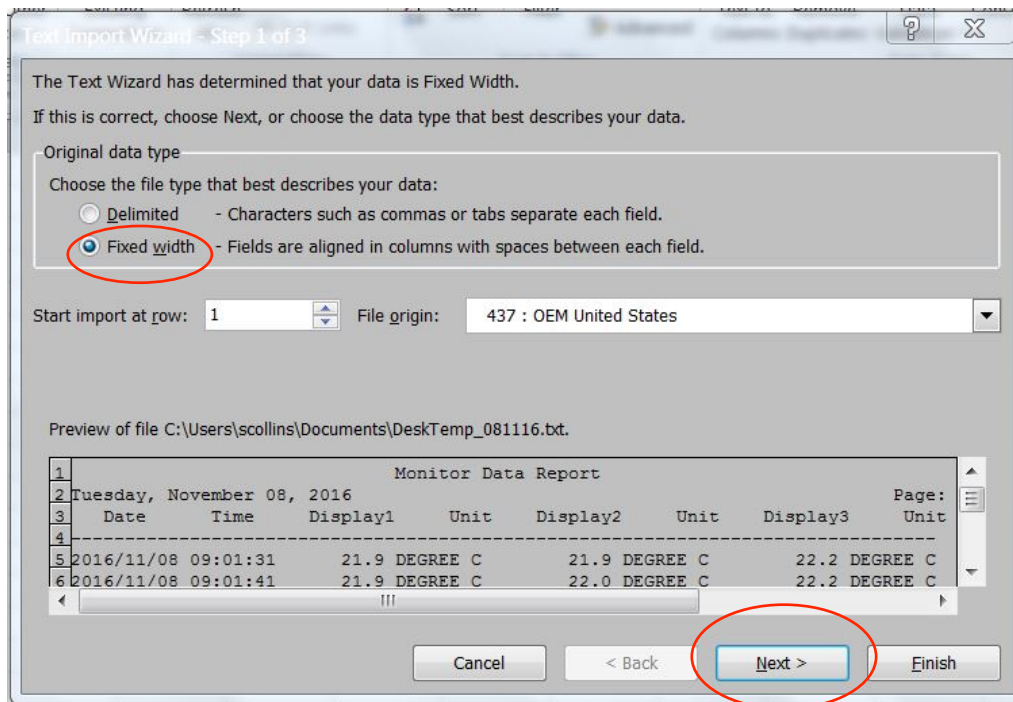 Text Import Wizard - Step 1 of 3
The Text Wizard has determined that your data is Fixed Width.
If this is correct, choose Next, or choose the data type that best describes your data.
Original data type
Choose the file type that best describes your data:
Delimited - Characters such as commas or tabs separate each field.
Fixed width - Fields are aligned in columns with spaces between each field.
Start import at row: 1 File origin: 437 : OEM United States
Preview of file C:\Users\scollins\Documents\DeskTemp_081116.txt.
1 Monitor Data Report
2 Tuesday, November 08, 2016 Page:
3 Date Time Display1 Unit Display2 Unit Display3 Unit
4 --------------------------------------------------------------------------------
5 2016/11/08 09:01:31 21.9 DEGREE C 21.9 DEGREE C 22.2 DEGREE C
6 2016/11/08 09:01:41 21.9 DEGREE C 22.0 DEGREE C 22.2 DEGREE C
Cancel < Back Next > Finish